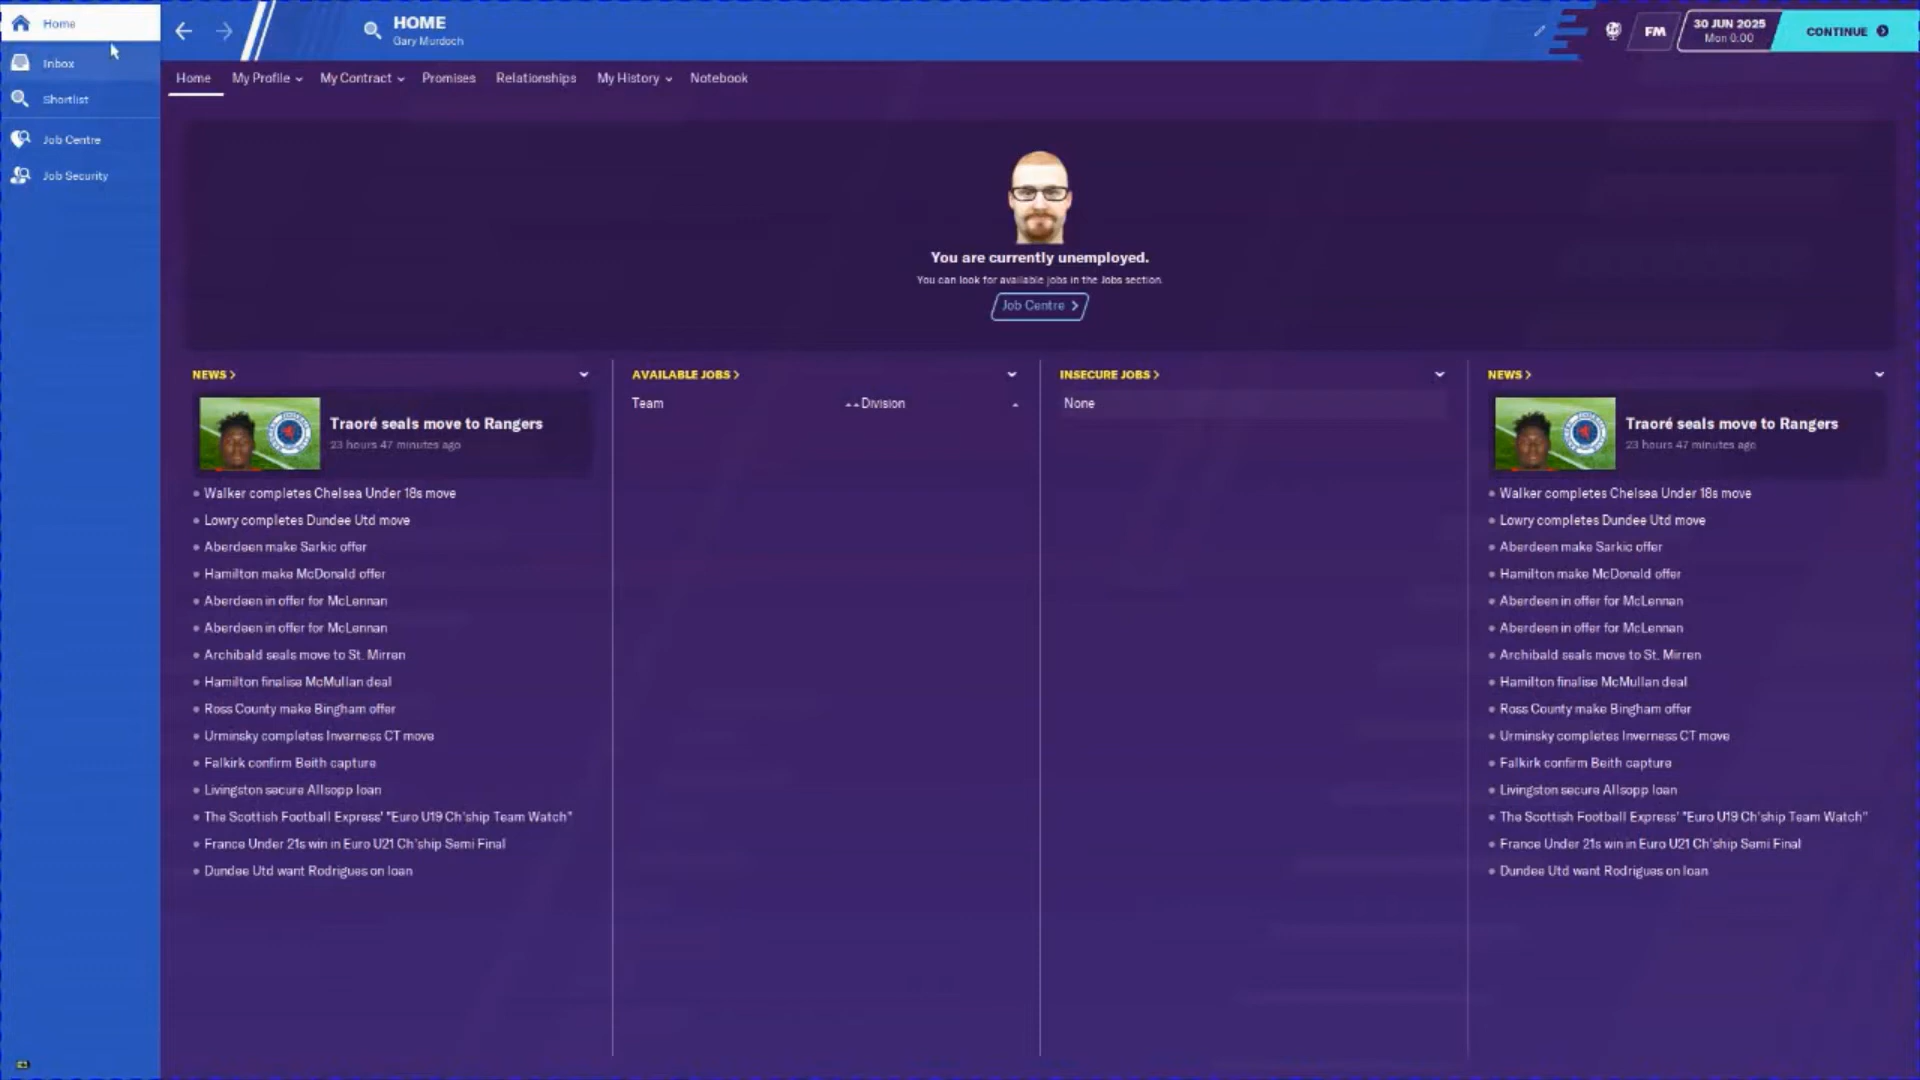 Home
Inbox
Shortlist
Job Centre
Job Security
HOME
Gary Murdoch
FM
30 JUN 2025
Mon 0:00
CONTINUE
Home My Profile My Contract Promises Relationships My History Notebook
You are currently unemployed.
You can look for available jobs in the Jobs section.
Job Centre >
NEWS >
Traoré seals move to Rangers
23 hours 47 minutes ago
Walker completes Chelsea Under 18s move
Lowry completes Dundee Utd move
Aberdeen make Sarkic offer
Hamilton make McDonald offer
Aberdeen in offer for McLennan
Aberdeen in offer for McLennan
Archibald seals move to St. Mirren
Hamilton finalise McMullan deal
Ross County make Bingham offer
Urminsky completes Inverness CT move
Falkirk confirm Beith capture
Livingston secure Allsopp loan
The Scottish Football Express' "Euro U19 Ch'ship Team Watch"
France Under 21s win in Euro U21 Ch'ship Semi Final
Dundee Utd want Rodrigues on loan
AVAILABLE JOBS >
Team Division
INSECURE JOBS >
None
NEWS >
Traoré seals move to Rangers
23 hours 47 minutes ago
Walker completes Chelsea Under 18s move
Lowry completes Dundee Utd move
Aberdeen make Sarkic offer
Hamilton make McDonald offer
Aberdeen in offer for McLennan
Aberdeen in offer for McLennan
Archibald seals move to St. Mirren
Hamilton finalise McMullan deal
Ross County make Bingham offer
Urminsky completes Inverness CT move
Falkirk confirm Beith capture
Livingston secure Allsopp loan
The Scottish Football Express' "Euro U19 Ch'ship Team Watch"
France Under 21s win in Euro U21 Ch'ship Semi Final
Dundee Utd want Rodrigues on loan